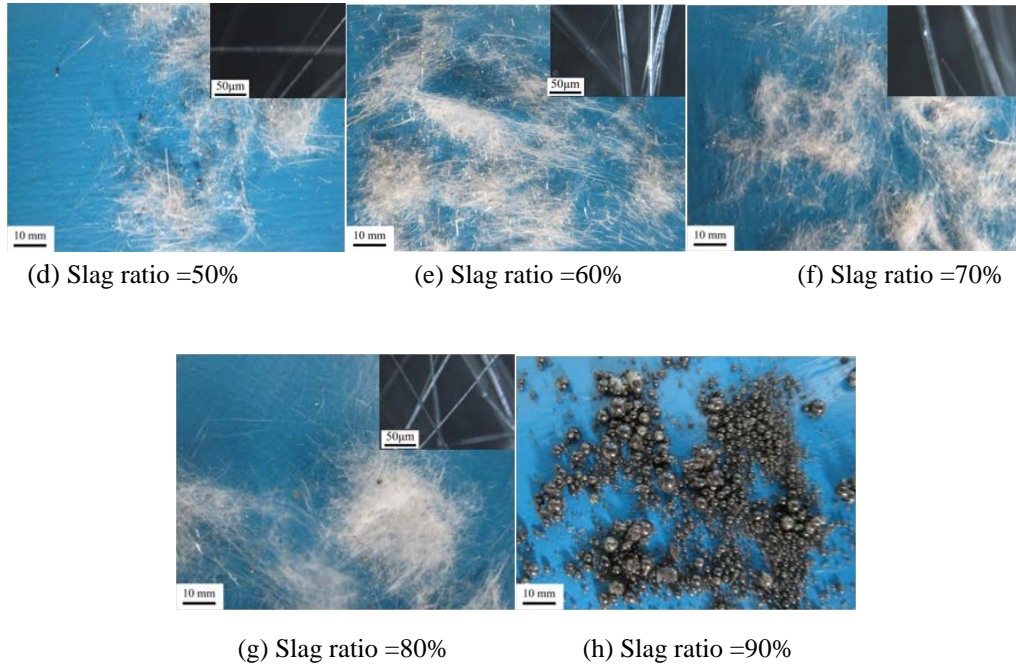 50μm
50μm
50μm
10 mm
10 mm
10 mm
(d) Slag ratio =50%
(e) Slag ratio =60%
(f) Slag ratio =70%
50μm
10 mm
10 mm
(g) Slag ratio =80%
(h) Slag ratio =90%